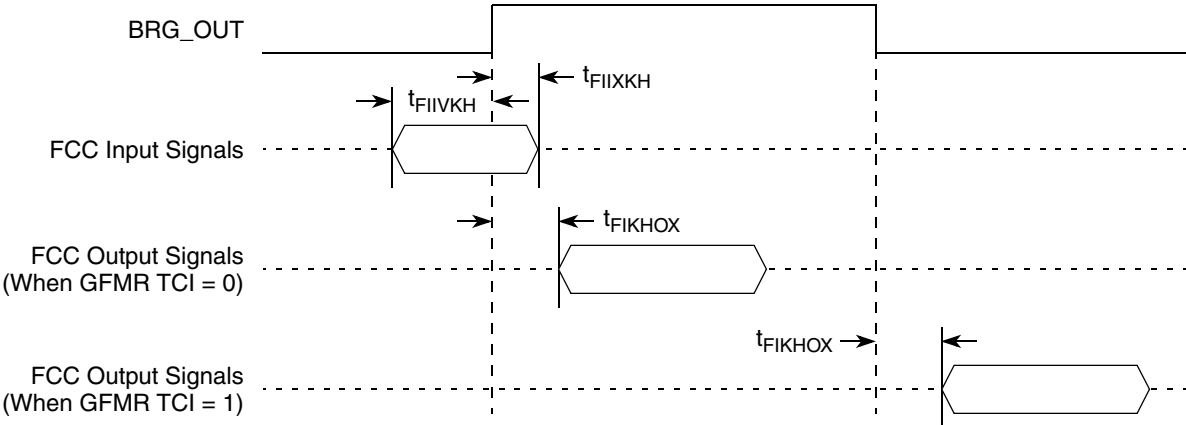 BRG_OUT
tFIIXKH
tFIIVKH
FCC Input Signals
tFIKHOX
FCC Output Signals
(When GFMR TCI = 0)
tFIKHOX
FCC Output Signals
(When GFMR TCI = 1)